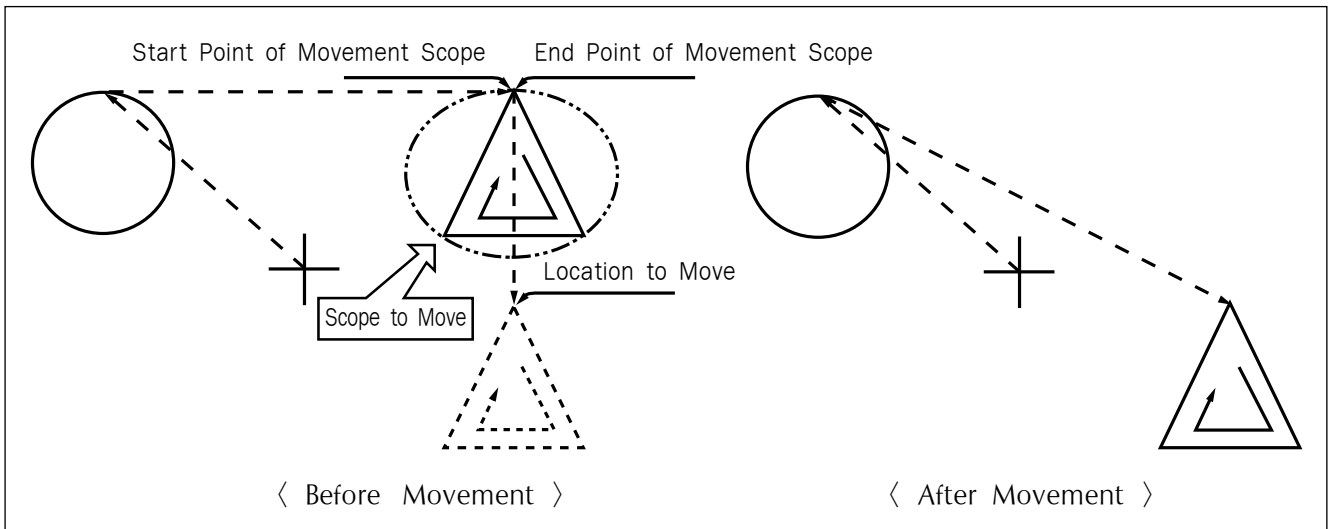 Start Point of Movement Scope
End Point of Movement Scope
Location to Move
Scope to Move
〈 Before Movement 〉
〈 After Movement 〉